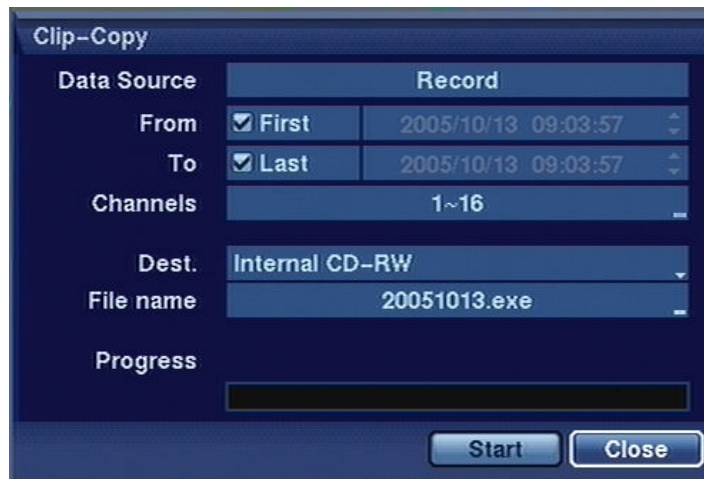 Clip-Copy
Data Source Record
From First 2005/10/13 09:03:57
To Last 2005/10/13 09:03:57
Channels 1~16
Dest. Internal CD-RW
File name 20051013.exe
Progress
Start Close